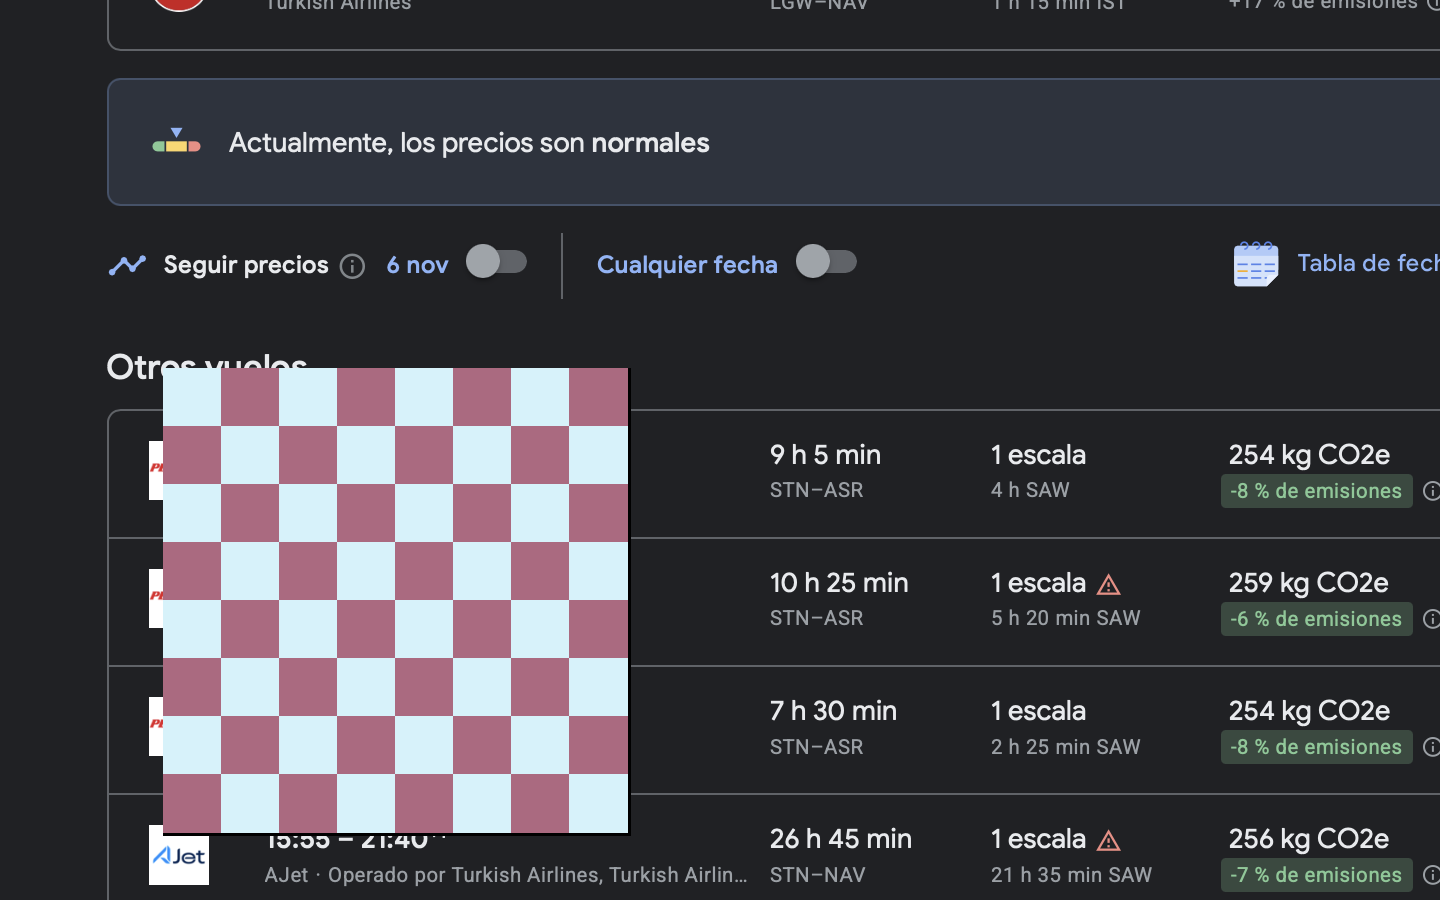 Turkish Airlines LGW–NAV 1 h 15 min IST +17 % de emisiones
Actualmente, los precios son normales
Seguir precios 6 nov Cualquier fecha Tabla de fech
Otros vuelos
9 h 5 min 1 escala 254 kg CO2e
STN–ASR 4 h SAW -8 % de emisiones
10 h 25 min 1 escala 259 kg CO2e
STN–ASR 5 h 20 min SAW -6 % de emisiones
7 h 30 min 1 escala 254 kg CO2e
STN–ASR 2 h 25 min SAW -8 % de emisiones
15:55 – 21:40 26 h 45 min 1 escala 256 kg CO2e
AJet
AJet · Operado por Turkish Airlines, Turkish Airlin… STN–NAV 21 h 35 min SAW -7 % de emisiones